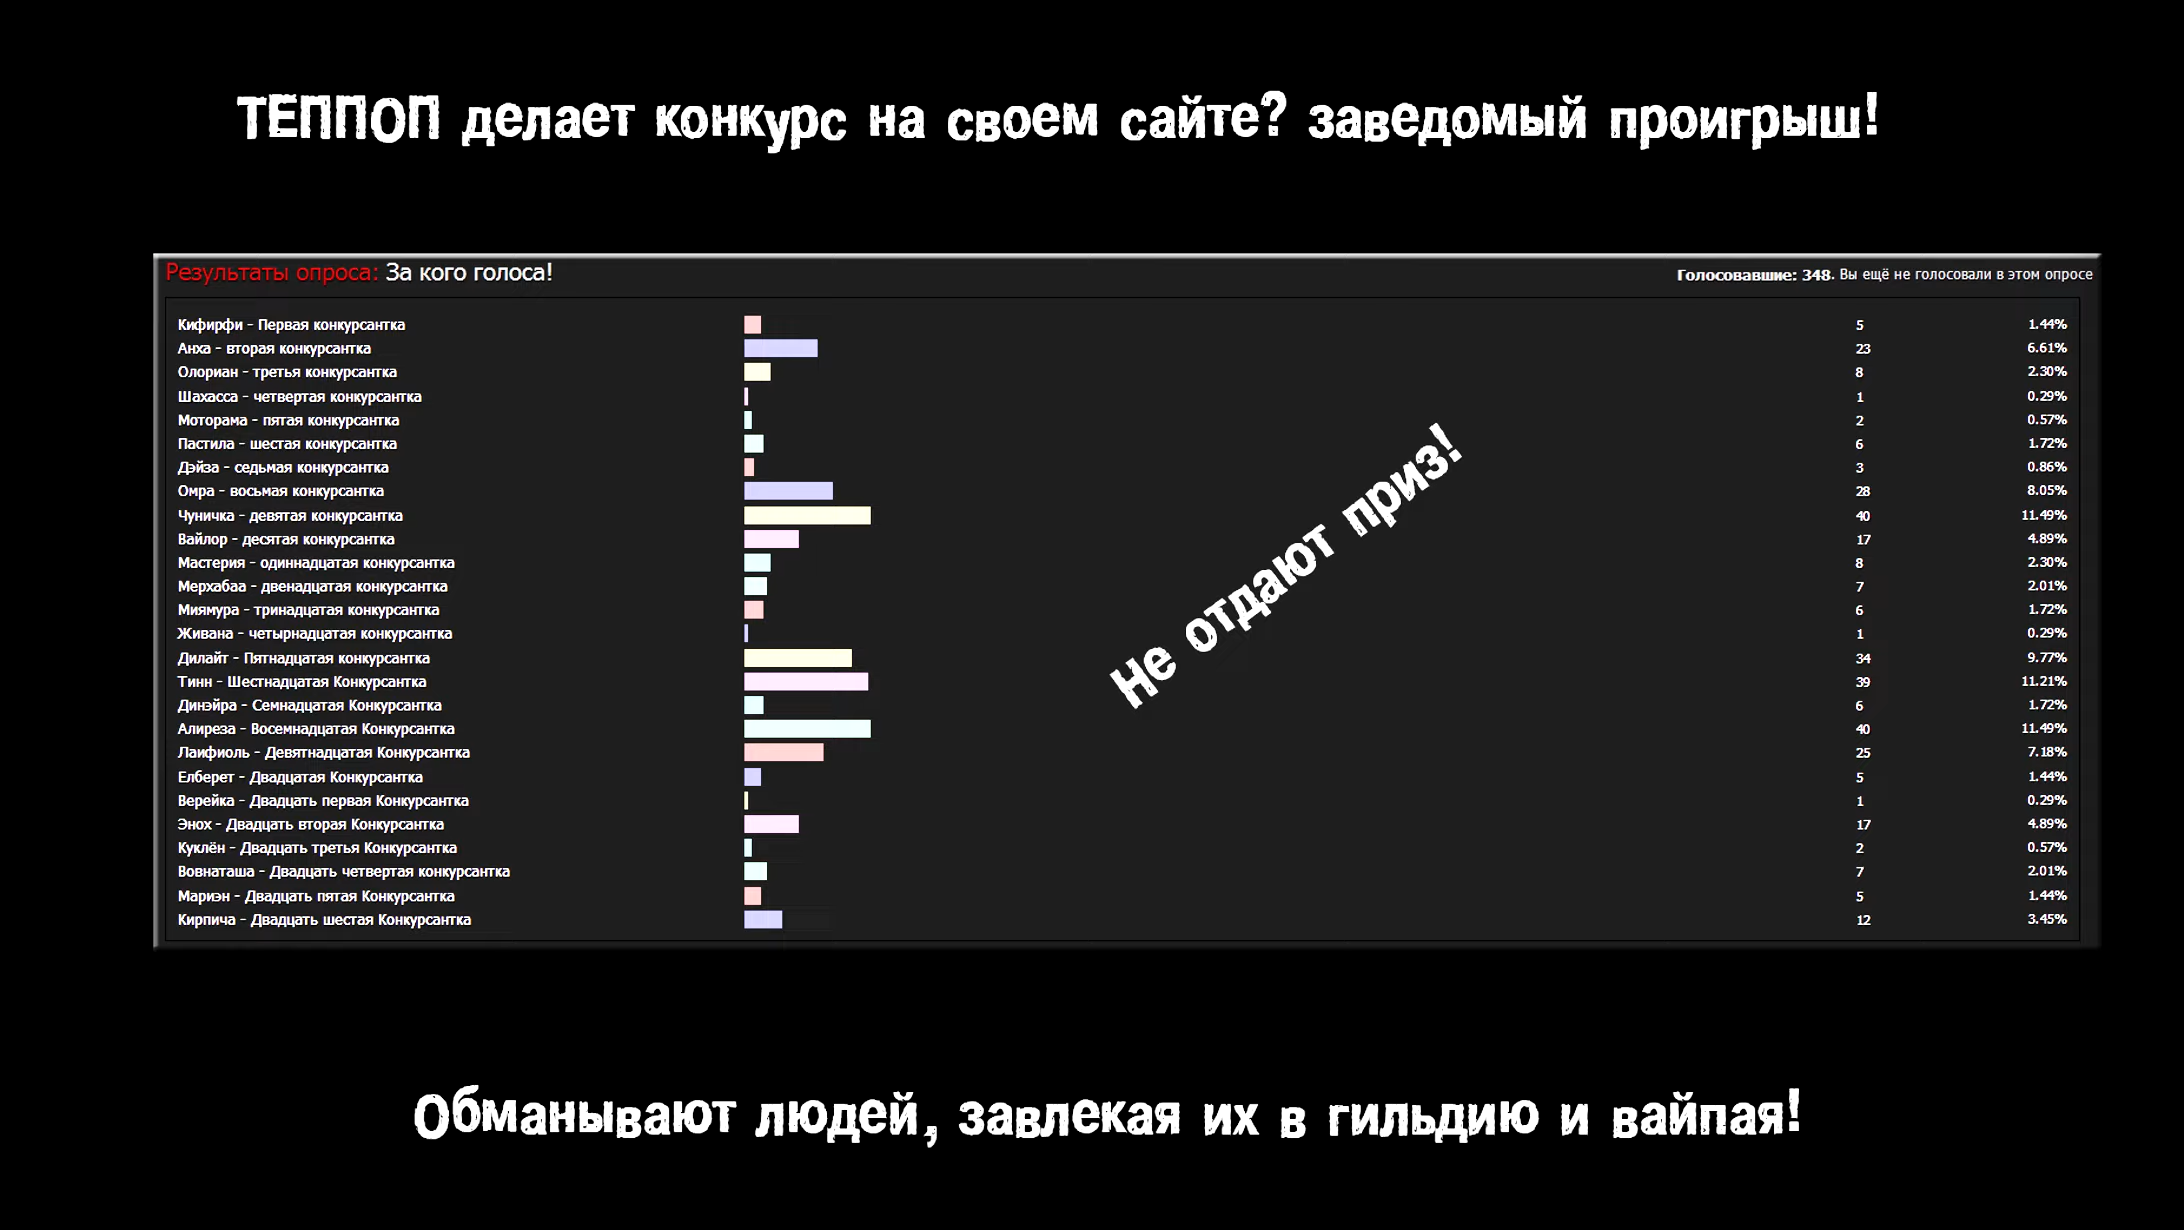 ТЕППОП делает конкурс на своем сайте? заведомый проигрыш!
Результаты опроса: За кого голоса!
Голосовавшие: 348. Вы ещё не голосовали в этом опросе
Кифирфи - Первая конкурсантка 5 1.44%
Анха - вторая конкурсантка 23 6.61%
Олориан - третья конкурсантка 8 2.30%
Шахасса - четвертая конкурсантка 1 0.29%
Моторама - пятая конкурсантка 2 0.57%
Пастила - шестая конкурсантка 6 1.72%
Дэйза - седьмая конкурсантка 3 0.86%
Омра - восьмая конкурсантка 28 8.05%
Чуничка - девятая конкурсантка 40 11.49%
Вайлор - десятая конкурсантка 17 4.89%
Мастерия - одиннадцатая конкурсантка 8 2.30%
Мерхабаа - двенадцатая конкурсантка 7 2.01%
Миямура - тринадцатая конкурсантка 6 1.72%
Живана - четырнадцатая конкурсантка 1 0.29%
Дилайт - Пятнадцатая конкурсантка 34 9.77%
Тинн - Шестнадцатая Конкурсантка 39 11.21%
Динэйра - Семнадцатая Конкурсантка 6 1.72%
Алиреза - Восемнадцатая Конкурсантка 40 11.49%
Лаифиоль - Девятнадцатая Конкурсантка 25 7.18%
Елберет - Двадцатая Конкурсантка 5 1.44%
Верейка - Двадцать первая Конкурсантка 1 0.29%
Энох - Двадцать вторая Конкурсантка 17 4.89%
Куклён - Двадцать третья Конкурсантка 2 0.57%
Вовнаташа - Двадцать четвертая конкурсантка 7 2.01%
Мариэн - Двадцать пятая Конкурсантка 5 1.44%
Кирпича - Двадцать шестая Конкурсантка 12 3.45%
Не отдают приз!
Обманывают людей, завлекая их в гильдию и вайпая!